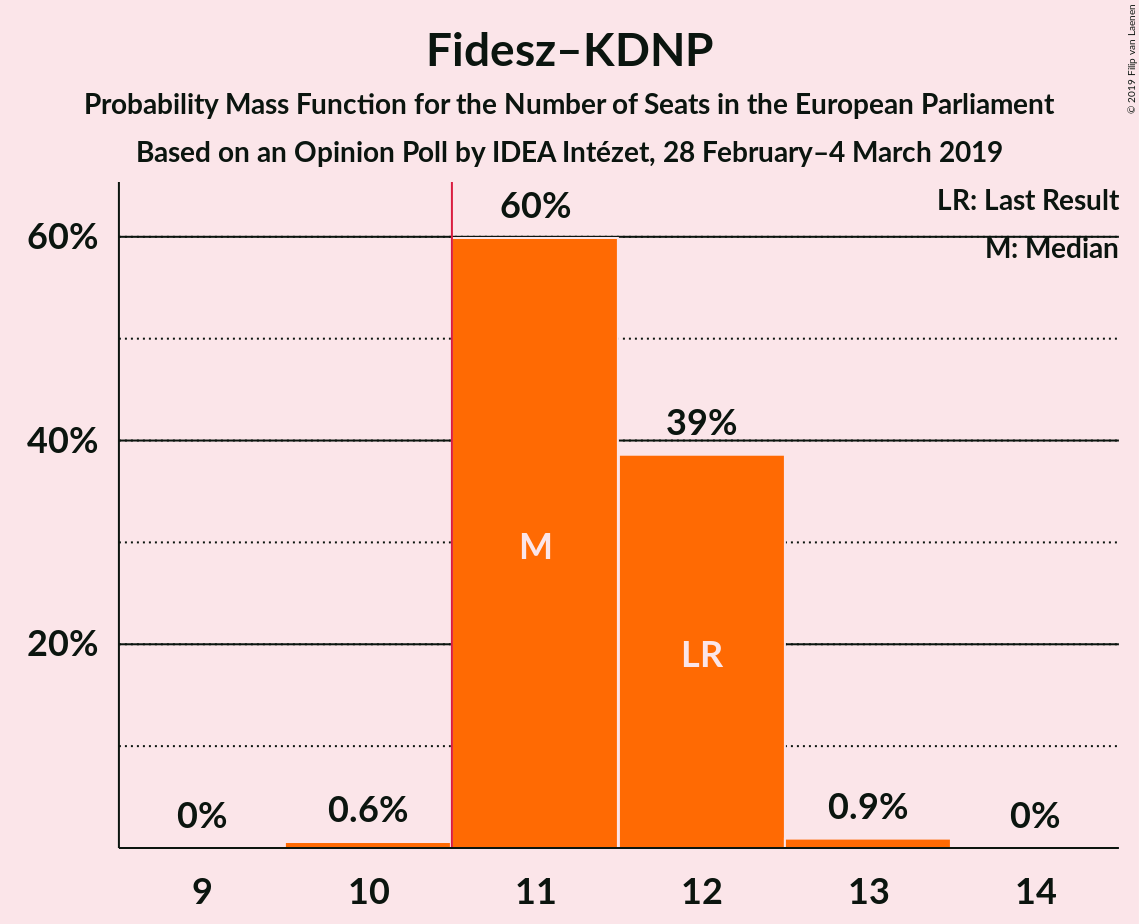 Fidesz–KDNP
Probability Mass Function for the Number of Seats in the European Parliament
Based on an Opinion Poll by IDEA Intézet, 28 February–4 March 2019
© 2019 Filip van Laenen
LR: Last Result
M: Median
60%
40%
20%
0%
0.6%
60%
39%
0.9%
0%
M
LR
9
10
11
12
13
14